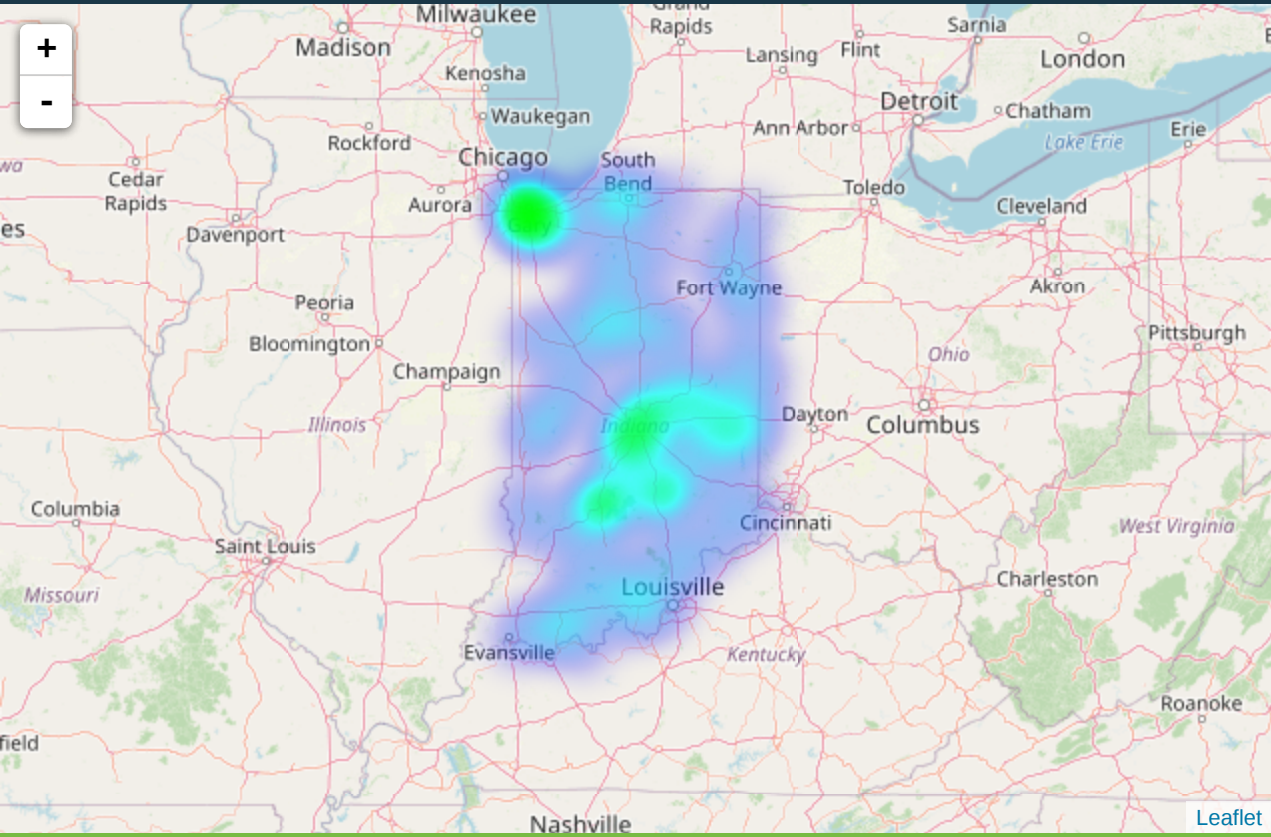 +
-
Milwaukee
Grand
Rapids
Sarnia
Madison
Lansing
Flint
London
Kenosha
Detroit
Waukegan
Chatham
Ann Arbor
Rockford
Erie
Lake Erie
Chicago
South
Bend
Cedar
Rapids
Toledo
Aurora
Cleveland
Davenport
Gary
Fort Wayne
Akron
Peoria
Bloomington
Pittsburgh
Ohio
Champaign
Illinois
Indiana
Dayton
Columbus
Columbia
Cincinnati
West Virginia
Saint Louis
Missouri
Louisville
Charleston
Evansville
Kentucky
Roanoke
field
Nashville
Leaflet